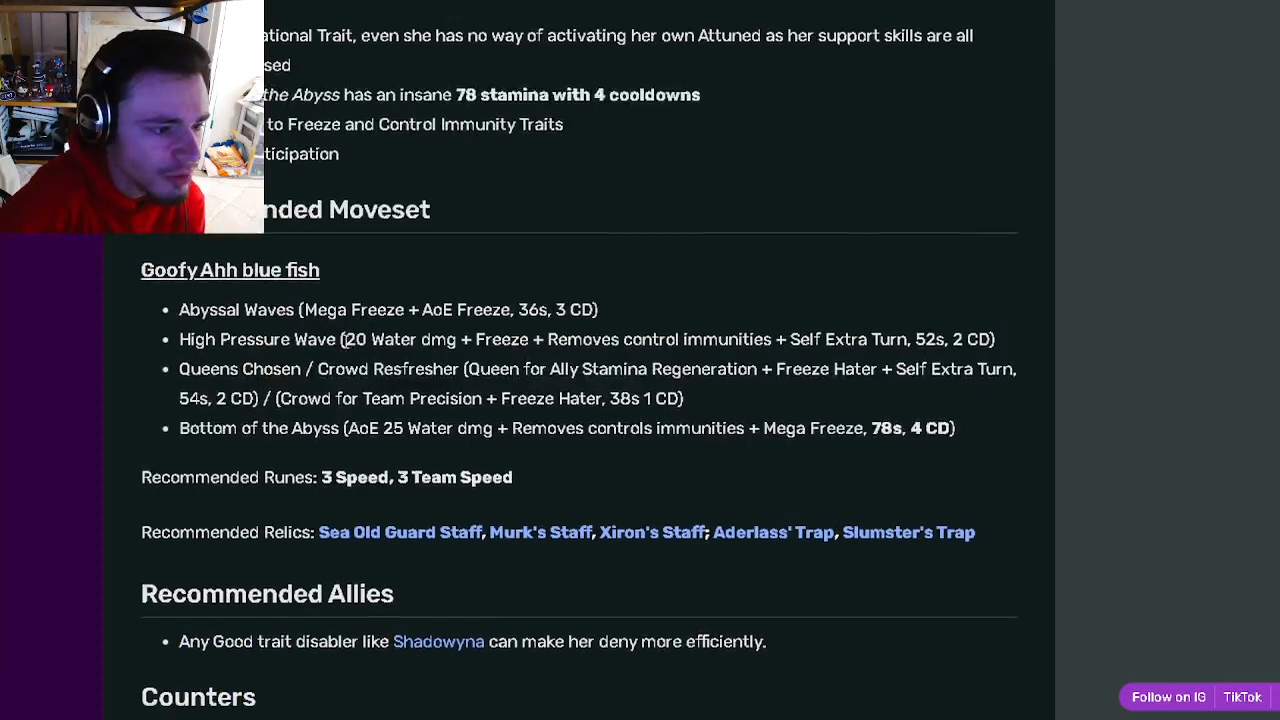 ational Trait, even she has no way of activating her own Attuned as her support skills are all
sed
the Abyss has an insane 78 stamina with 4 cooldowns
to Freeze and Control Immunity Traits
ticipation
nded Moveset
Goofy Ahh blue fish
• Abyssal Waves (Mega Freeze + AoE Freeze, 36s, 3 CD)
• High Pressure Wave (20 Water dmg + Freeze + Removes control immunities + Self Extra Turn, 52s, 2 CD)
• Queens Chosen / Crowd Resfresher (Queen for Ally Stamina Regeneration + Freeze Hater + Self Extra Turn,
54s, 2 CD) / (Crowd for Team Precision + Freeze Hater, 38s 1 CD)
• Bottom of the Abyss (AoE 25 Water dmg + Removes controls immunities + Mega Freeze, 78s, 4 CD)
Recommended Runes: 3 Speed, 3 Team Speed
Recommended Relics: Sea Old Guard Staff, Murk's Staff, Xiron's Staff; Aderlass' Trap, Slumster's Trap
Recommended Allies
• Any Good trait disabler like Shadowyna can make her deny more efficiently.
Counters
Follow on IG TikTok